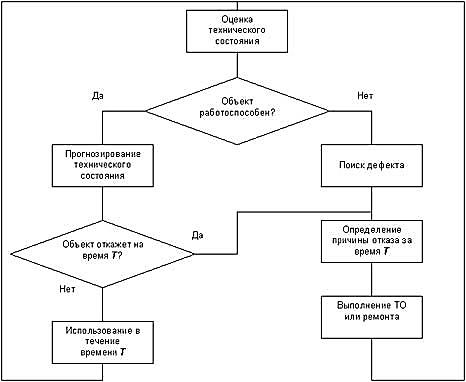 Оценка
технического
состояния
Да
Нет
Объект
работоспособен?
Прогнозирование
технического
состояния
Поиск дефекта
Объект откажет на
время T?
Да
Определение
причины отказа за
время T
Нет
Использование в
течение
времени T
Выполнение ТО
или ремонта